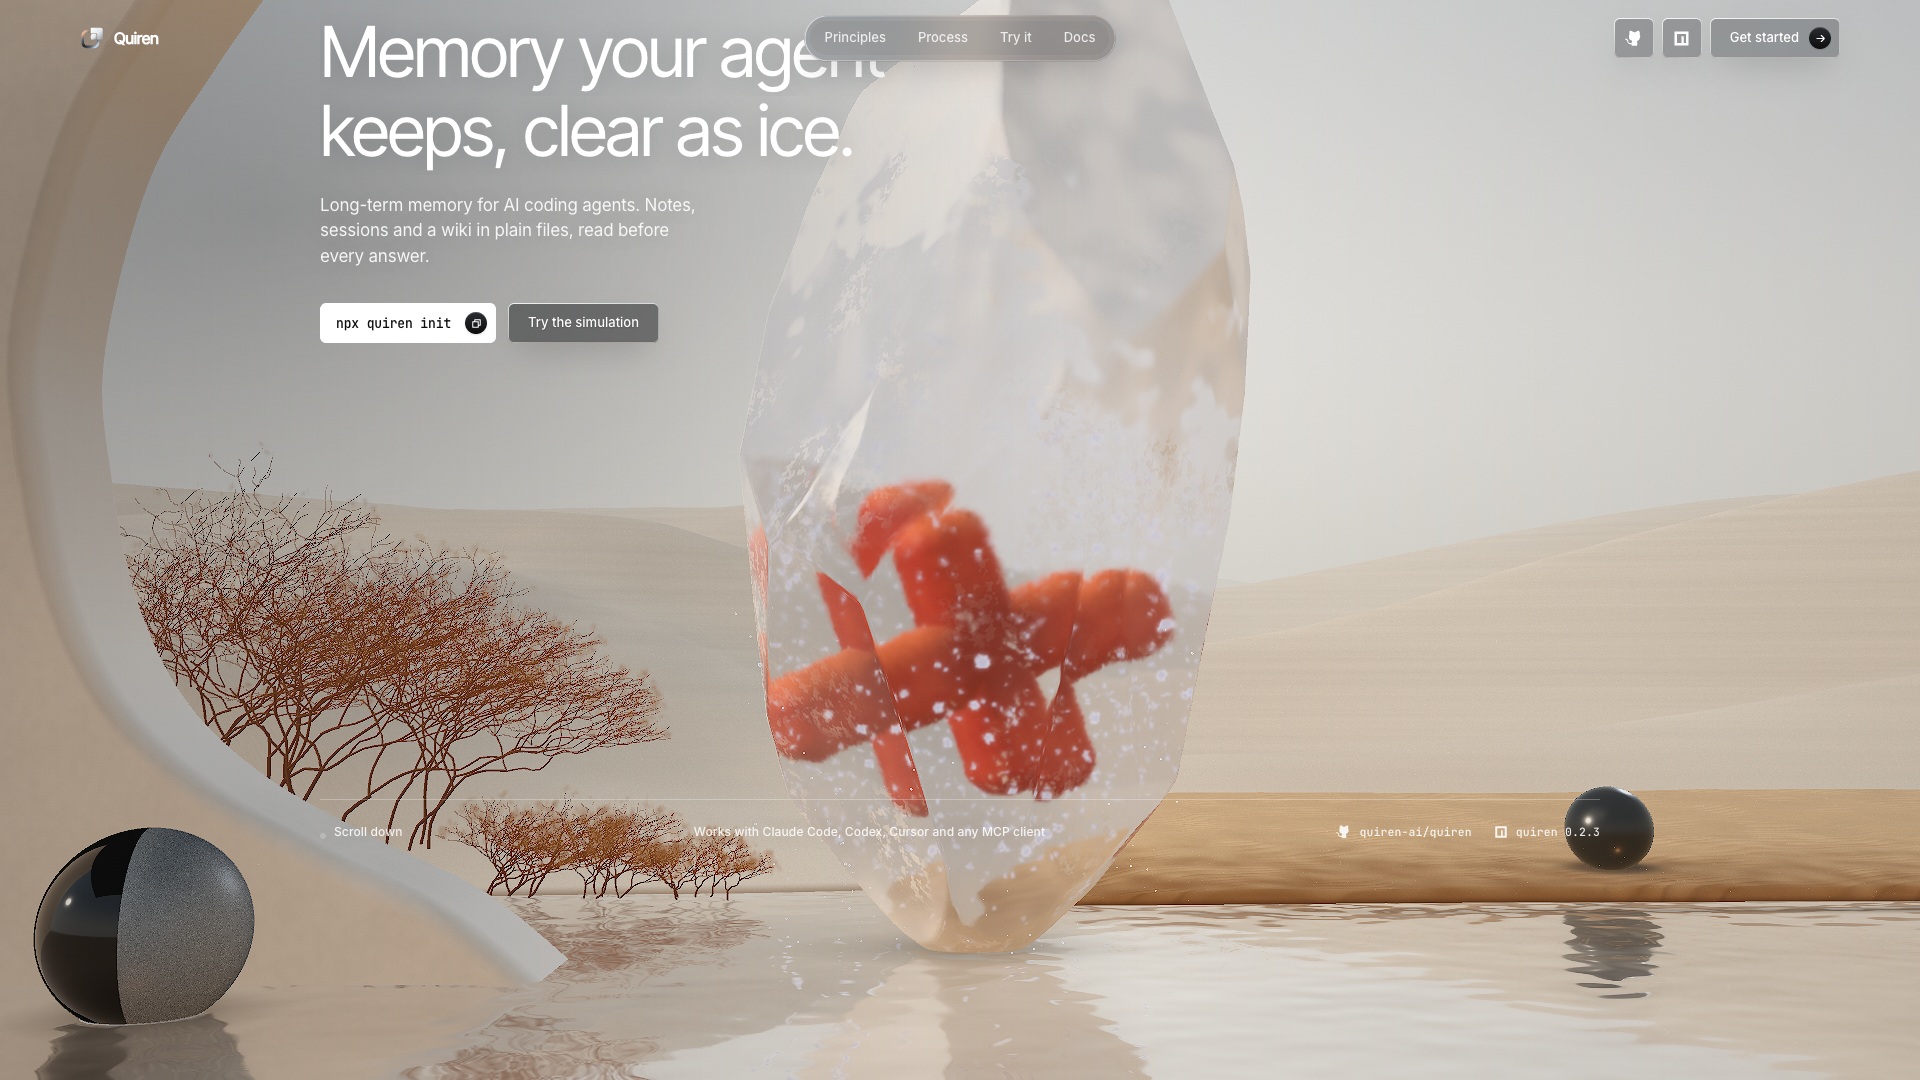 Quiren
Principles
Process
Try it
Docs
Get started
Memory your agent
keeps, clear as ice.
Long-term memory for AI coding agents. Notes,
sessions and a wiki in plain files, read before
every answer.
npx quiren init
Try the simulation
Scroll down
Works with Claude Code, Codex, Cursor and any MCP client
quiren-ai/quiren
quiren 0.2.3